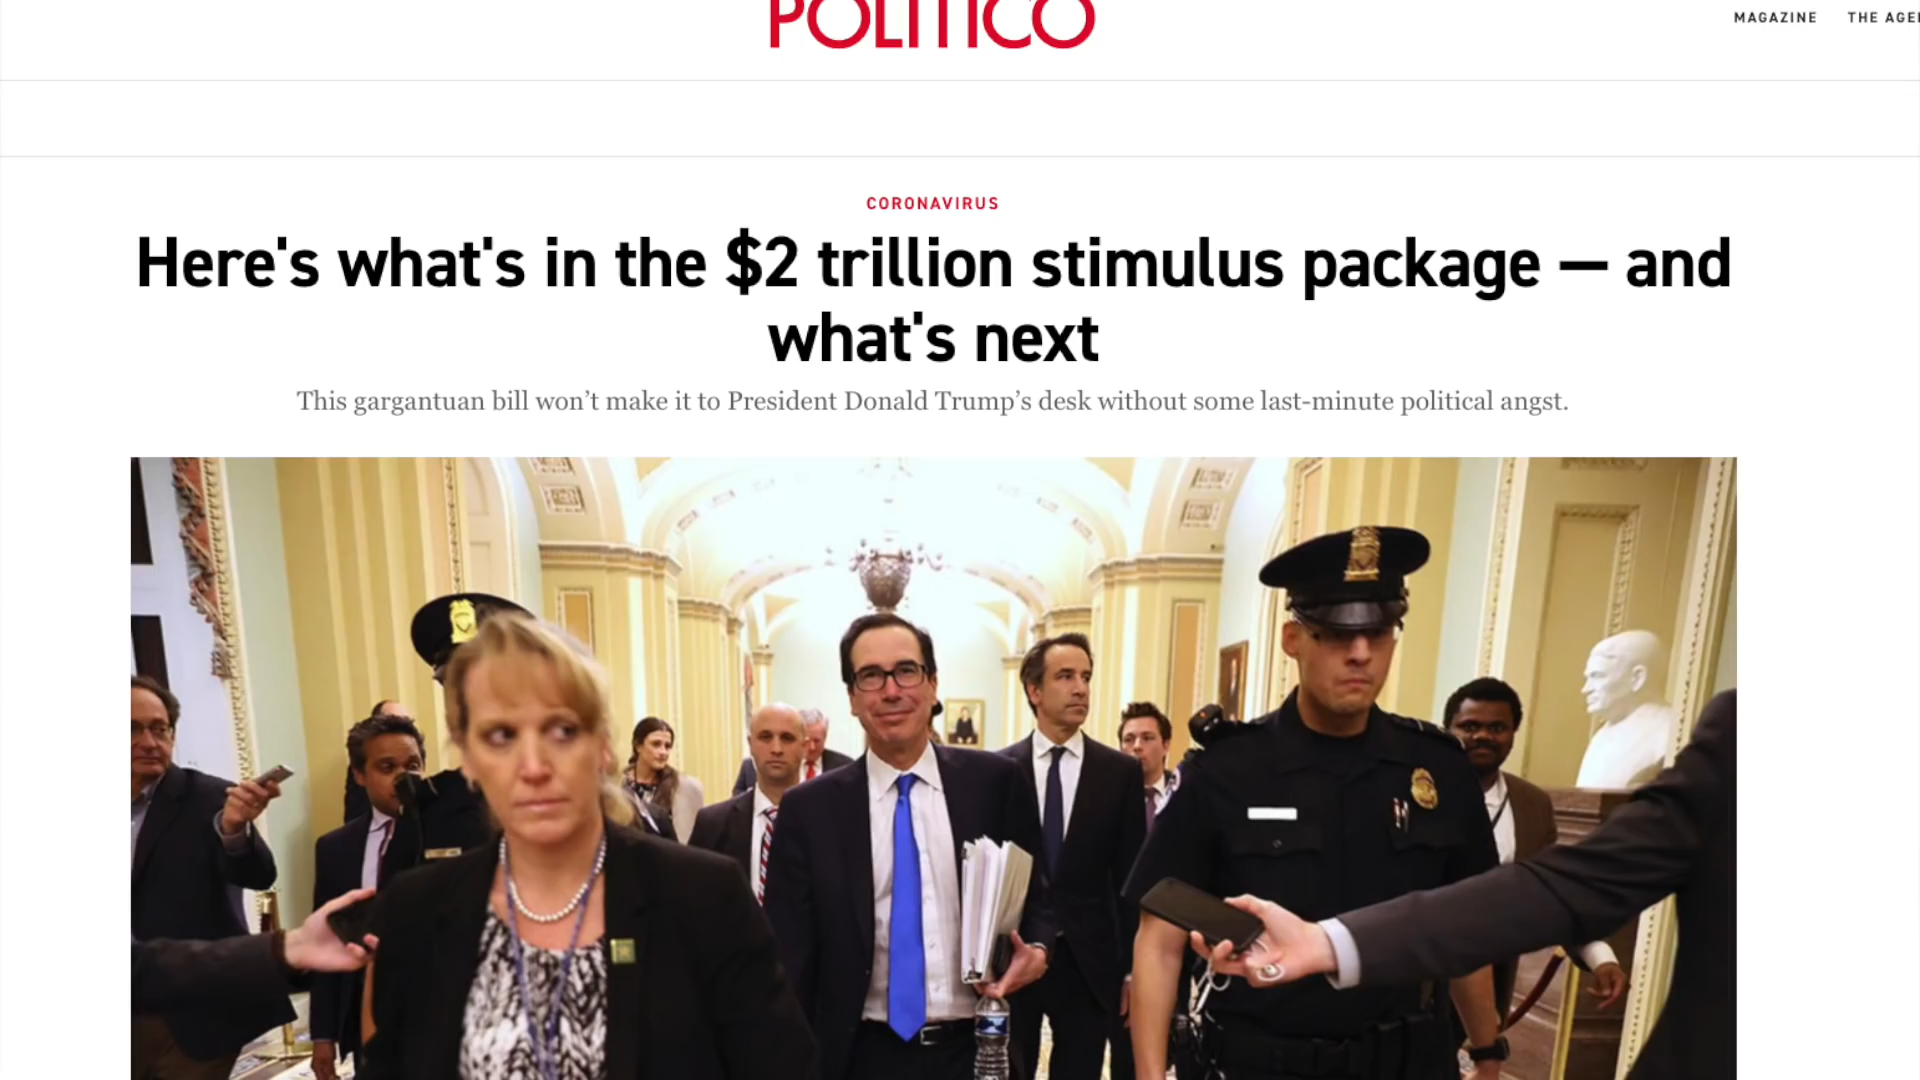 POLITICO
MAGAZINE
CORONAVIRUS
Here's what's in the $2 trillion stimulus package — and
what's next
This gargantuan bill won’t make it to President Donald Trump’s desk without some last-minute political angst.